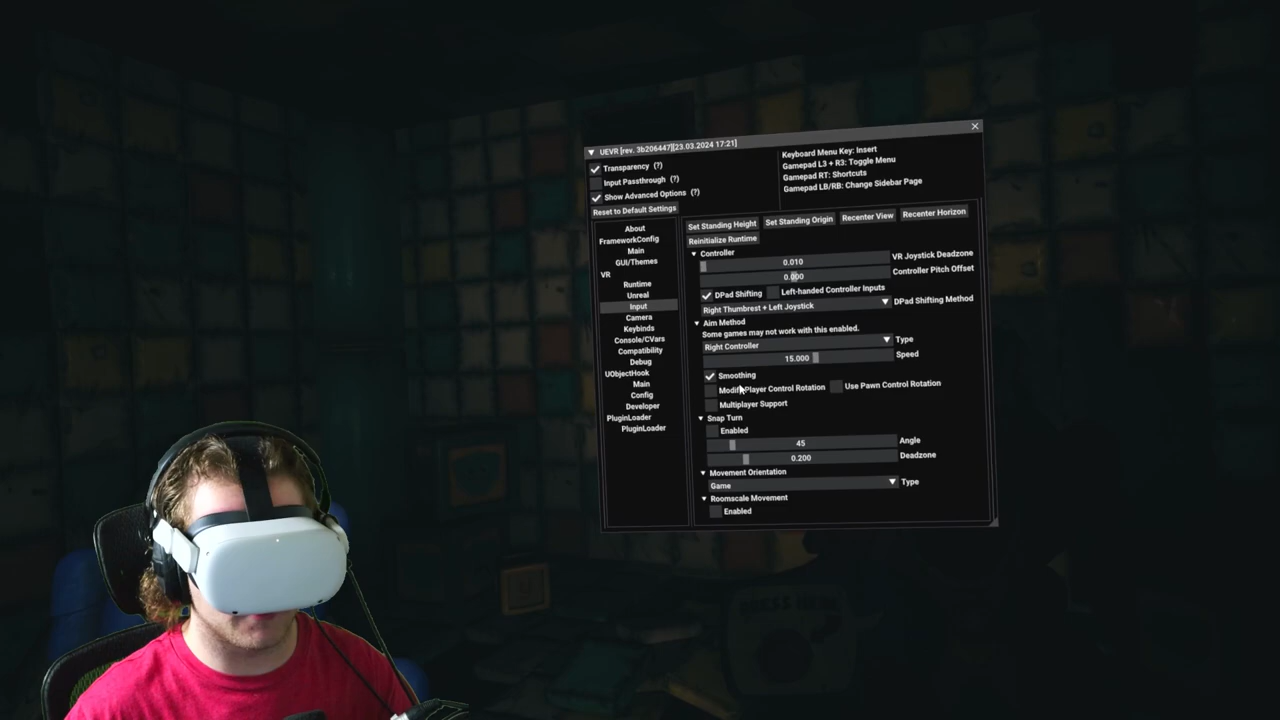 UEVR [rev. 3b206447][23.03.2024 17:21]
Transparency (?)
Input Passthrough (?)
Show Advanced Options (?)
Reset to Default Settings
Keyboard Menu Key: Insert
Gamepad L3 + R3: Toggle Menu
Gamepad RT: Shortcuts
Gamepad LB/RB: Change Sidebar Page
About
FrameworkConfig
Main
GUI/Themes
VR
Runtime
Unreal
Input
Camera
Keybinds
Console/CVars
Compatibility
Debug
UObjectHook
Main
Config
Developer
PluginLoader
PluginLoader
Set Standing Height Set Standing Origin Recenter View Recenter Horizon
Reinitialize Runtime
Controller
0.010 VR Joystick Deadzone
0.000 Controller Pitch Offset
DPad Shifting Left-handed Controller Inputs
Right Thumbrest + Left Joystick DPad Shifting Method
Aim Method
Some games may not work with this enabled.
Right Controller Type
15.000 Speed
Smoothing
Modify Player Control Rotation Use Pawn Control Rotation
Multiplayer Support
Snap Turn
Enabled
45 Angle
0.200 Deadzone
Movement Orientation
Game Type
Roomscale Movement
Enabled
PRESS HERE